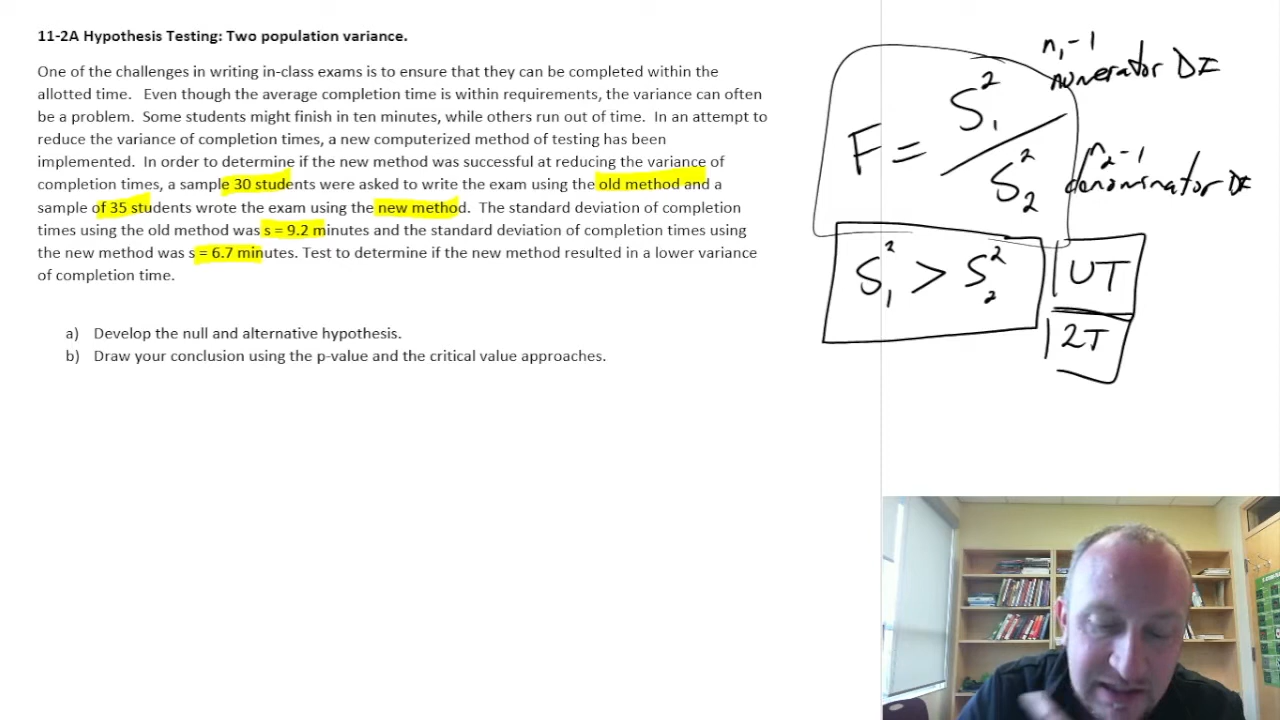 11-2A Hypothesis Testing: Two population variance.
One of the challenges in writing in-class exams is to ensure that they can be completed within the
allotted time. Even though the average completion time is within requirements, the variance can often
be a problem. Some students might finish in ten minutes, while others run out of time. In an attempt to
reduce the variance of completion times, a new computerized method of testing has been
implemented. In order to determine if the new method was successful at reducing the variance of
completion times, a sample 30 students were asked to write the exam using the old method and a
sample of 35 students wrote the exam using the new method. The standard deviation of completion
times using the old method was s = 9.2 minutes and the standard deviation of completion times using
the new method was s = 6.7 minutes. Test to determine if the new method resulted in a lower variance
of completion time.
a) Develop the null and alternative hypothesis.
b) Draw your conclusion using the p-value and the critical value approaches.
n₁-1
numerator DF
F = S₁² / S₂²
n₂-1
denominator DF
S₁² > S₂²
UT
2T